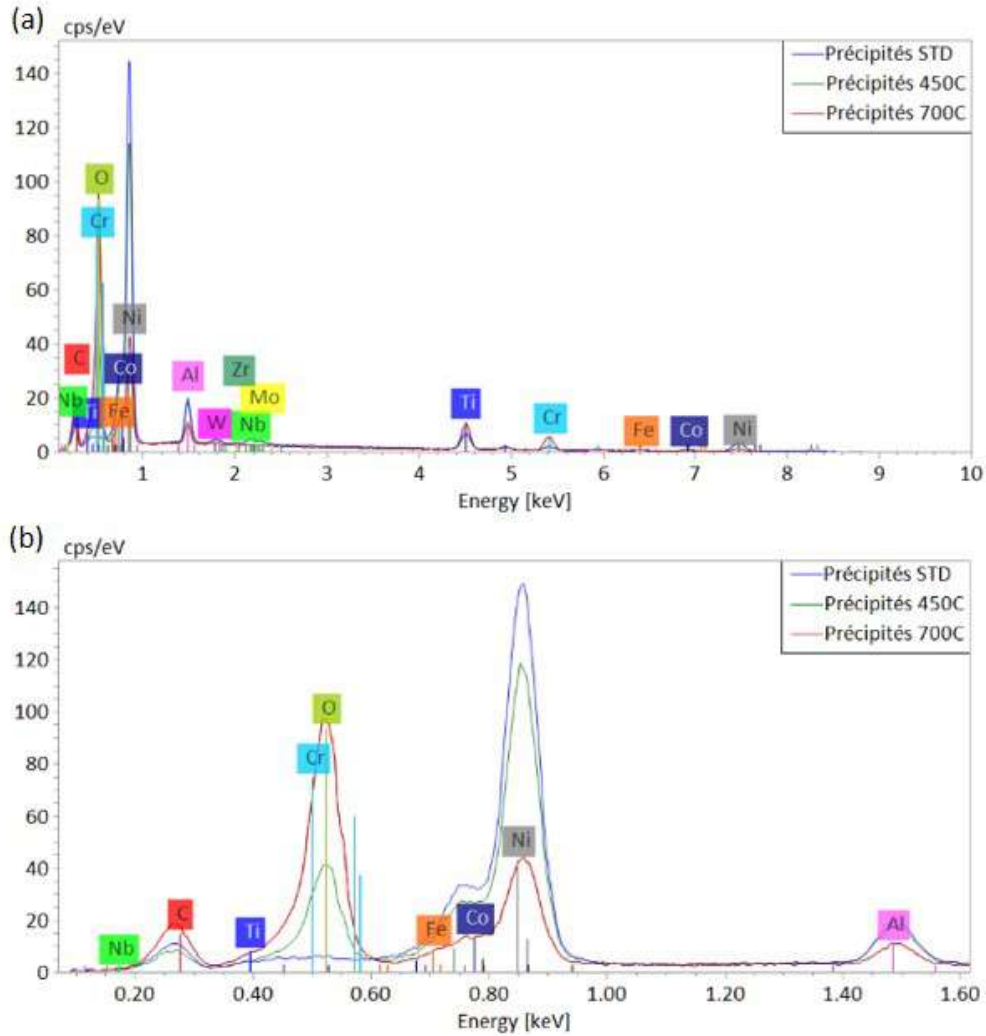 (a)
cps/eV
Précipités STD
Précipités 450C
Précipités 700C
140
120
100
80
60
40
20
0
O
Cr
Ni
C
Co
Al
Zr
Mo
Nb
Ti
Fe
W
Nb
Ti
Cr
Fe
Co
Ni
1 2 3 4 5 6 7 8 9 10
Energy [keV]
(b)
cps/eV
Précipités STD
Précipités 450C
Précipités 700C
140
120
100
80
60
40
20
0
O
Cr
Ni
C
Co
Fe
Al
Ti
Nb
0.20 0.40 0.60 0.80 1.00 1.20 1.40 1.60
Energy [keV]